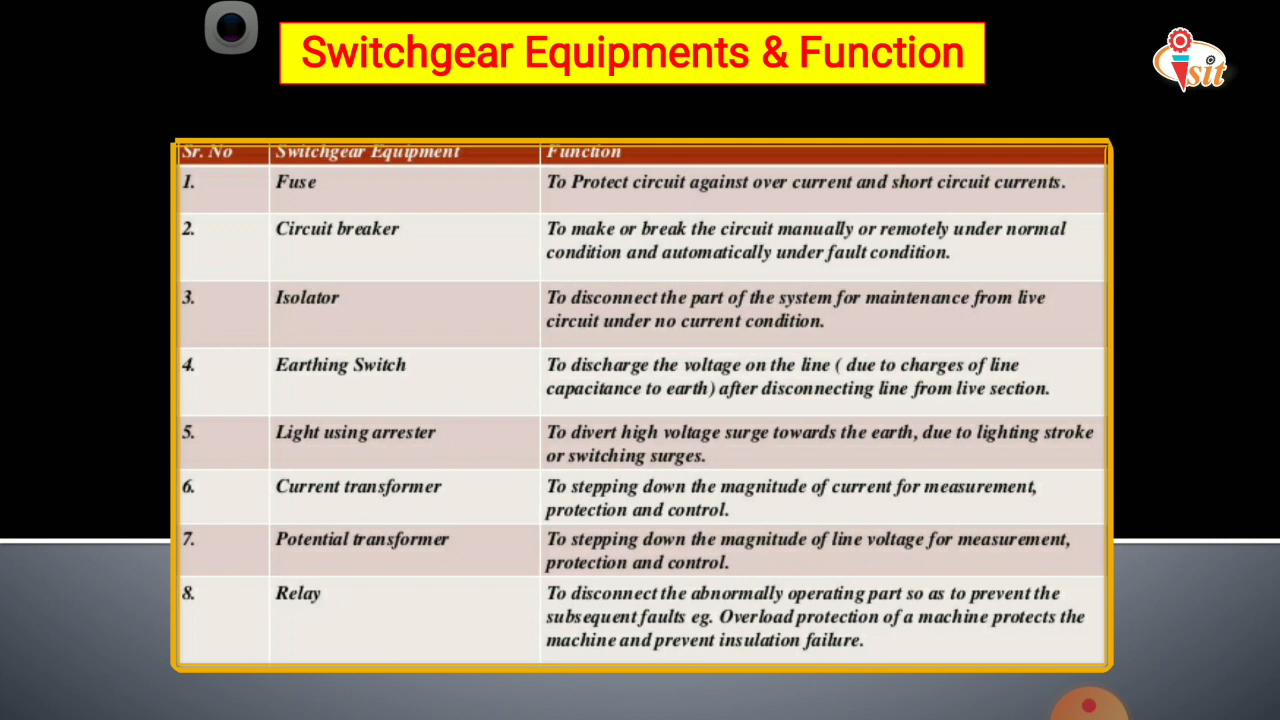 Switchgear Equipments & Function
sit
Sr. No Switchgear Equipment Function
1. Fuse To Protect circuit against over current and short circuit currents.
2. Circuit breaker To make or break the circuit manually or remotely under normal
condition and automatically under fault condition.
3. Isolator To disconnect the part of the system for maintenance from live
circuit under no current condition.
4. Earthing Switch To discharge the voltage on the line ( due to charges of line
capacitance to earth) after disconnecting line from live section.
5. Light using arrester To divert high voltage surge towards the earth, due to lighting stroke
or switching surges.
6. Current transformer To stepping down the magnitude of current for measurement,
protection and control.
7. Potential transformer To stepping down the magnitude of line voltage for measurement,
protection and control.
8. Relay To disconnect the abnormally operating part so as to prevent the
subsequent faults eg. Overload protection of a machine protects the
machine and prevent insulation failure.